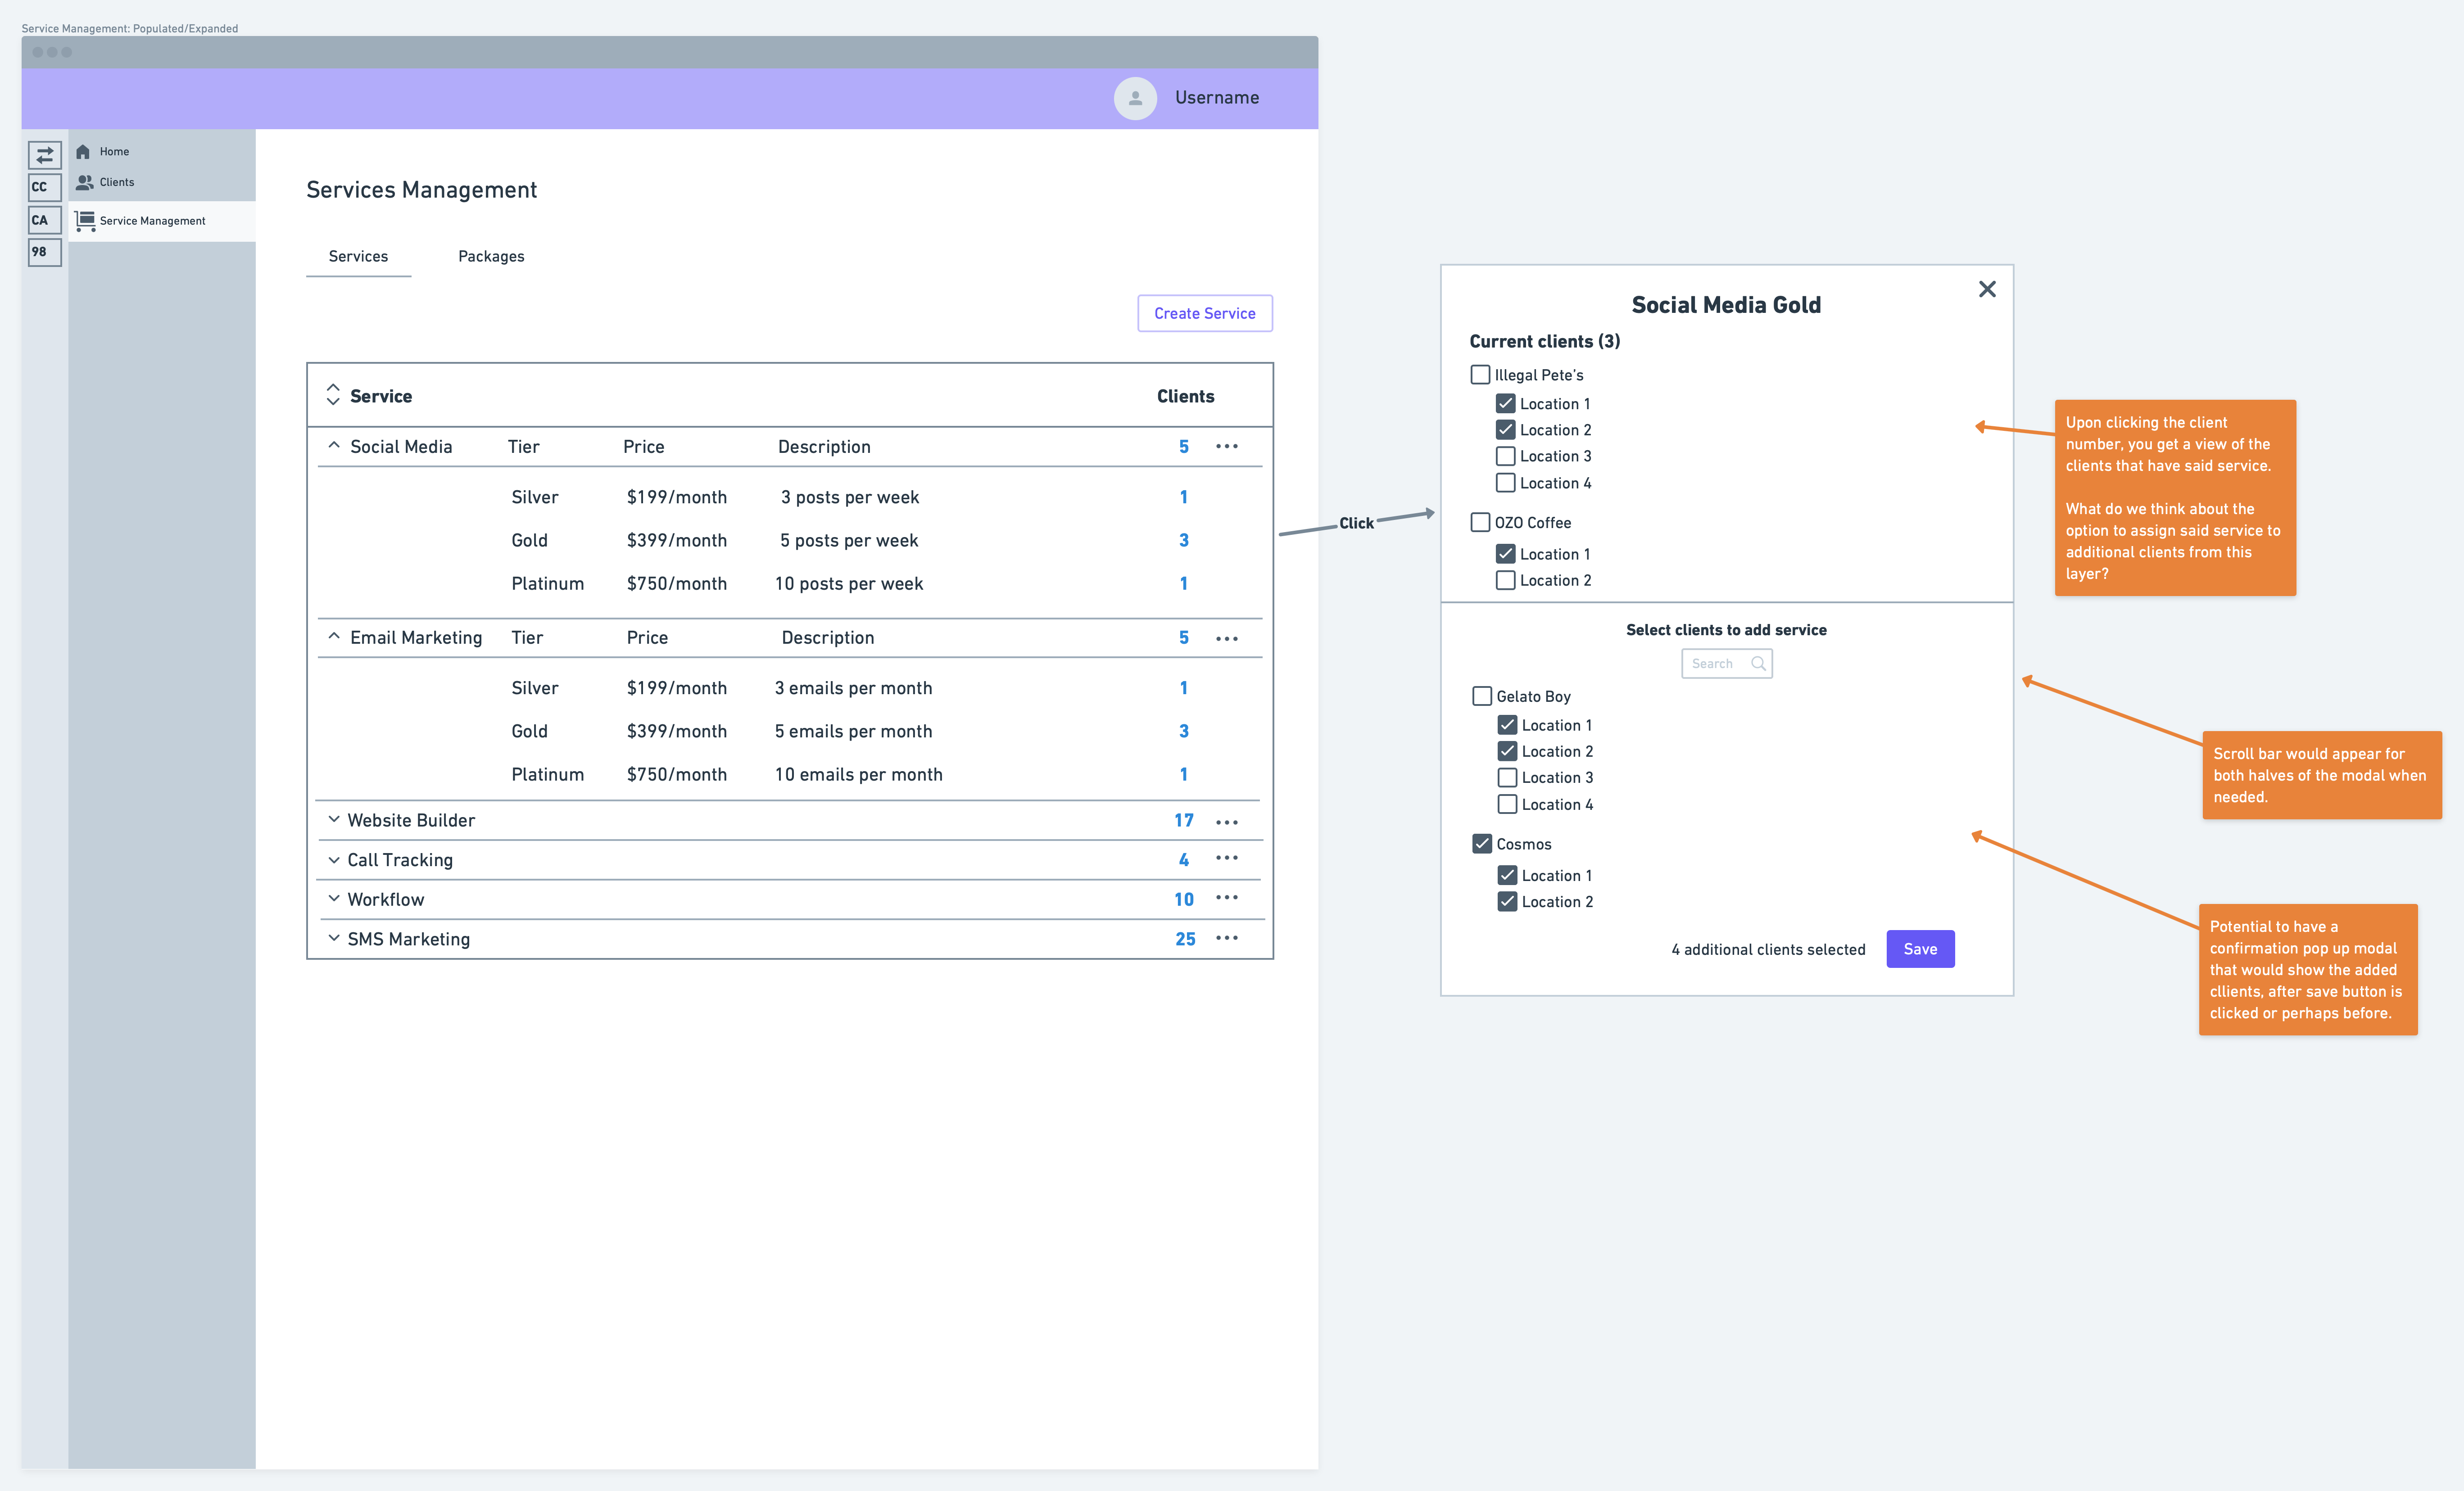 Service Management: Populated/Expanded
Username
CC
CA
98
Home
Clients
Service Management
Services Management
Services Packages
Create Service
Service Clients
Social Media Tier Price Description 5
Silver $199/month 3 posts per week 1
Gold $399/month 5 posts per week 3
Platinum $750/month 10 posts per week 1
Email Marketing Tier Price Description 5
Silver $199/month 3 emails per month 1
Gold $399/month 5 emails per month 3
Platinum $750/month 10 emails per month 1
Website Builder 17
Call Tracking 4
Workflow 10
SMS Marketing 25
Click
Social Media Gold
Current clients (3)
Illegal Pete's
Location 1
Location 2
Location 3
Location 4
OZO Coffee
Location 1
Location 2
Select clients to add service
Search
Gelato Boy
Location 1
Location 2
Location 3
Location 4
Cosmos
Location 1
Location 2
4 additional clients selected Save
Upon clicking the client
number, you get a view of the
clients that have said service.
What do we think about the
option to assign said service to
additional clients from this
layer?
Scroll bar would appear for
both halves of the modal when
needed.
Potential to have a
confirmation pop up modal
that would show the added
cllients, after save button is
clicked or perhaps before.